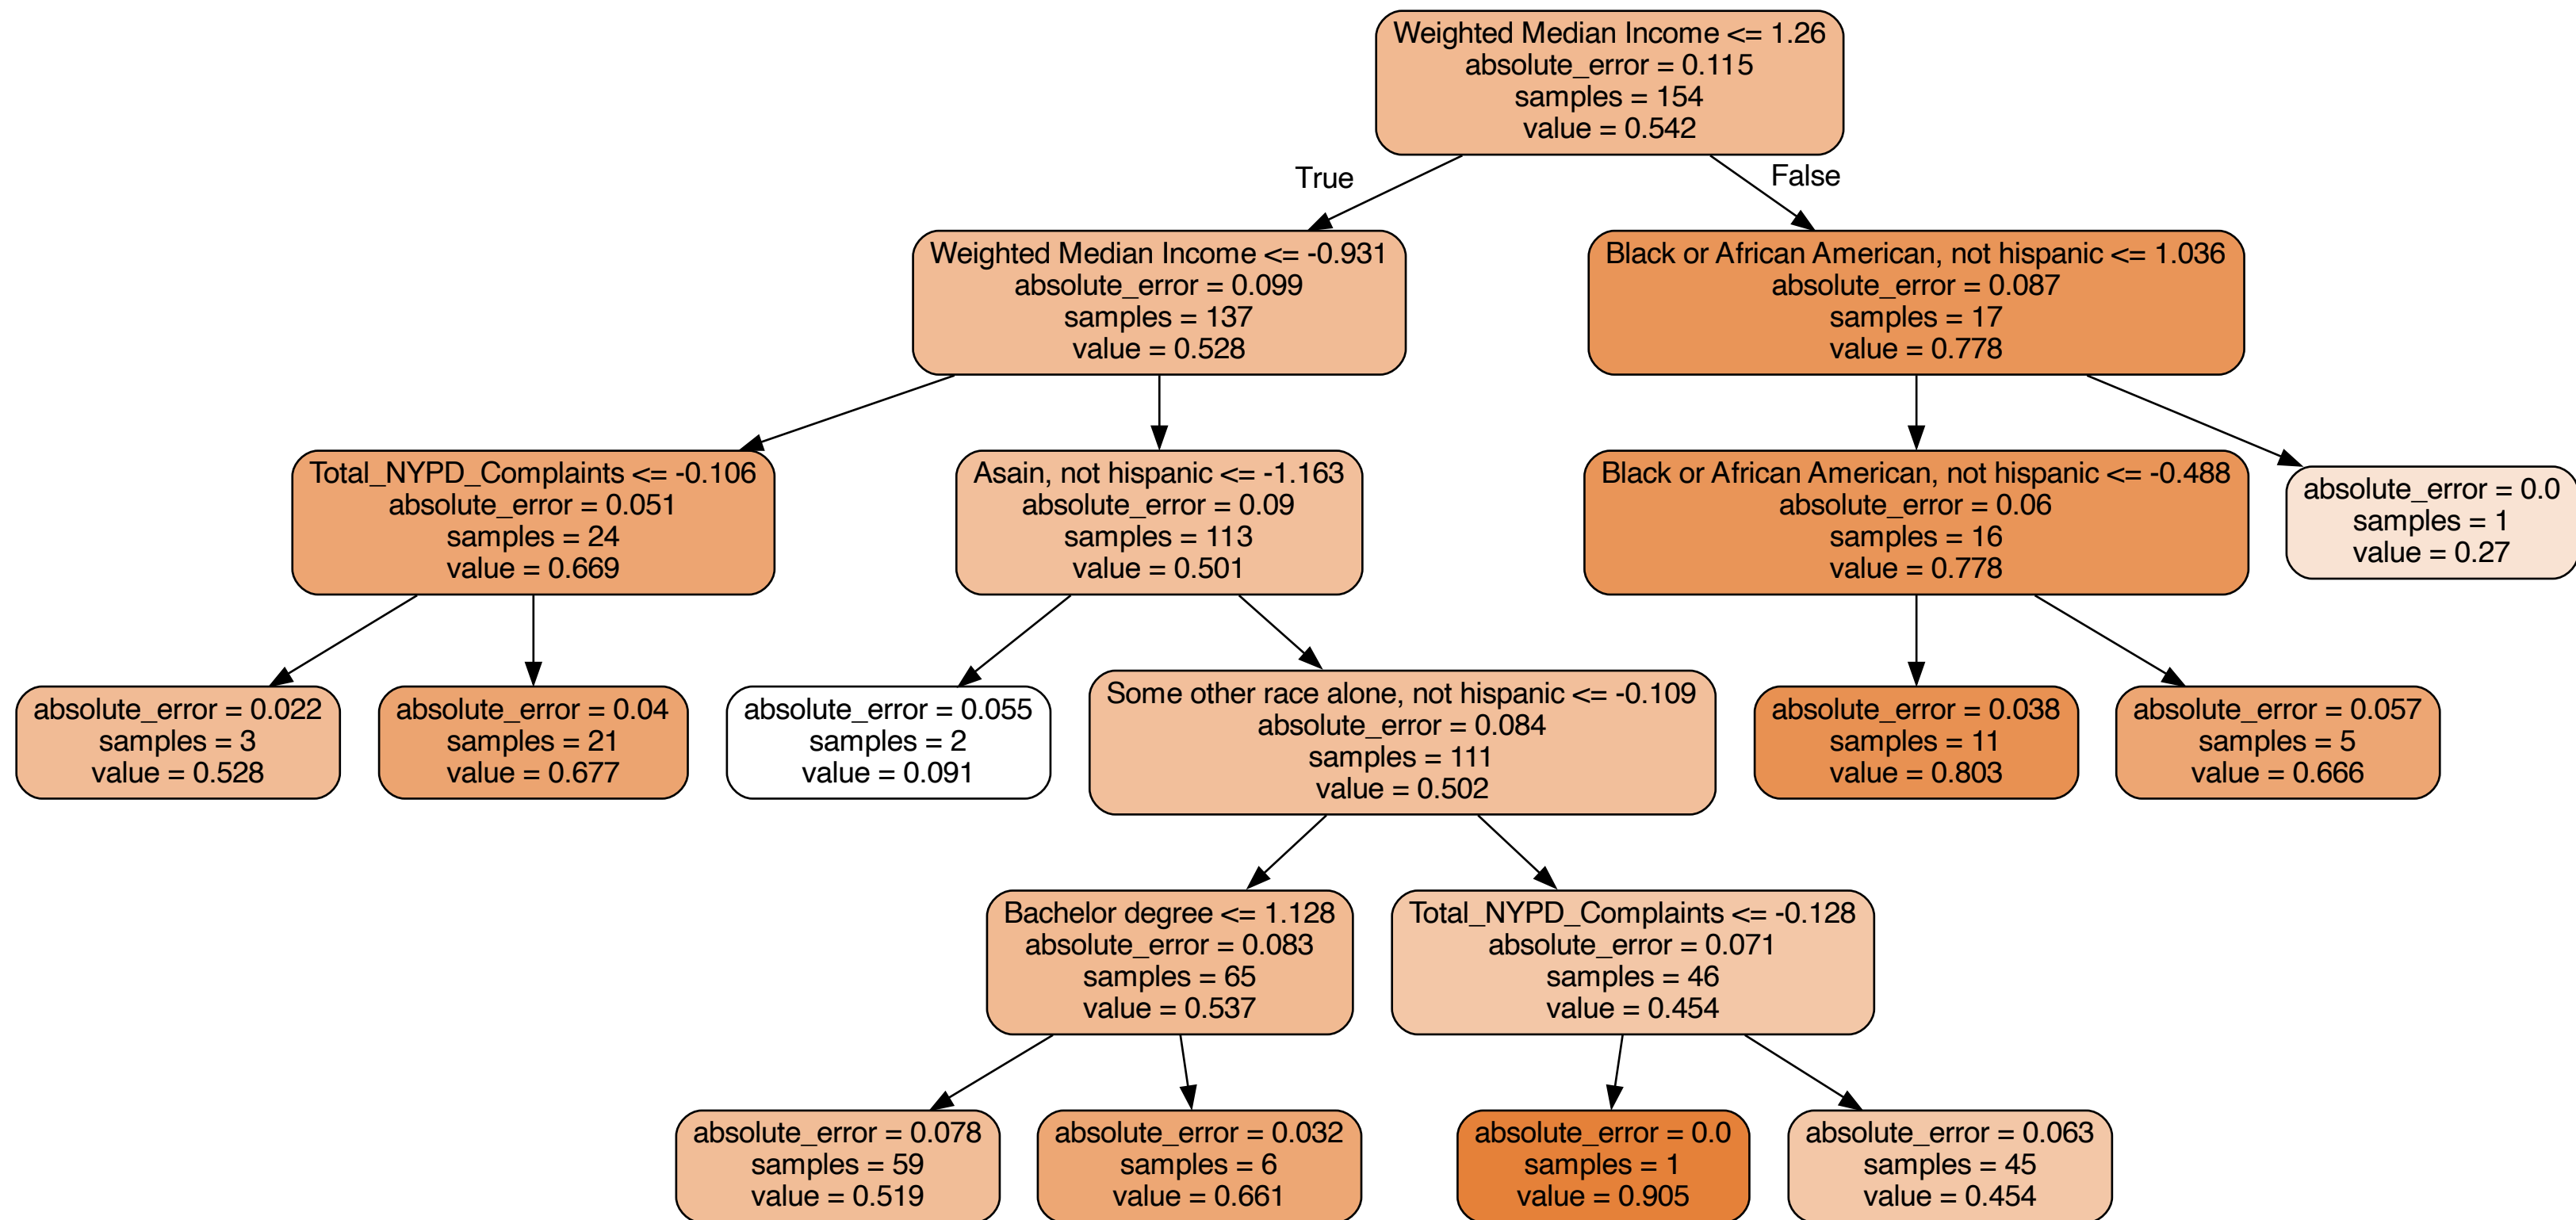 Weighted Median Income <= 1.26
absolute_error = 0.115
samples = 154
value = 0.542
True
False
Weighted Median Income <= -0.931
absolute_error = 0.099
samples = 137
value = 0.528
Black or African American, not hispanic <= 1.036
absolute_error = 0.087
samples = 17
value = 0.778
Total_NYPD_Complaints <= -0.106
absolute_error = 0.051
samples = 24
value = 0.669
Asain, not hispanic <= -1.163
absolute_error = 0.09
samples = 113
value = 0.501
Black or African American, not hispanic <= -0.488
absolute_error = 0.06
samples = 16
value = 0.778
absolute_error = 0.0
samples = 1
value = 0.27
absolute_error = 0.022
samples = 3
value = 0.528
absolute_error = 0.04
samples = 21
value = 0.677
absolute_error = 0.055
samples = 2
value = 0.091
Some other race alone, not hispanic <= -0.109
absolute_error = 0.084
samples = 111
value = 0.502
absolute_error = 0.038
samples = 11
value = 0.803
absolute_error = 0.057
samples = 5
value = 0.666
Bachelor degree <= 1.128
absolute_error = 0.083
samples = 65
value = 0.537
Total_NYPD_Complaints <= -0.128
absolute_error = 0.071
samples = 46
value = 0.454
absolute_error = 0.078
samples = 59
value = 0.519
absolute_error = 0.032
samples = 6
value = 0.661
absolute_error = 0.0
samples = 1
value = 0.905
absolute_error = 0.063
samples = 45
value = 0.454